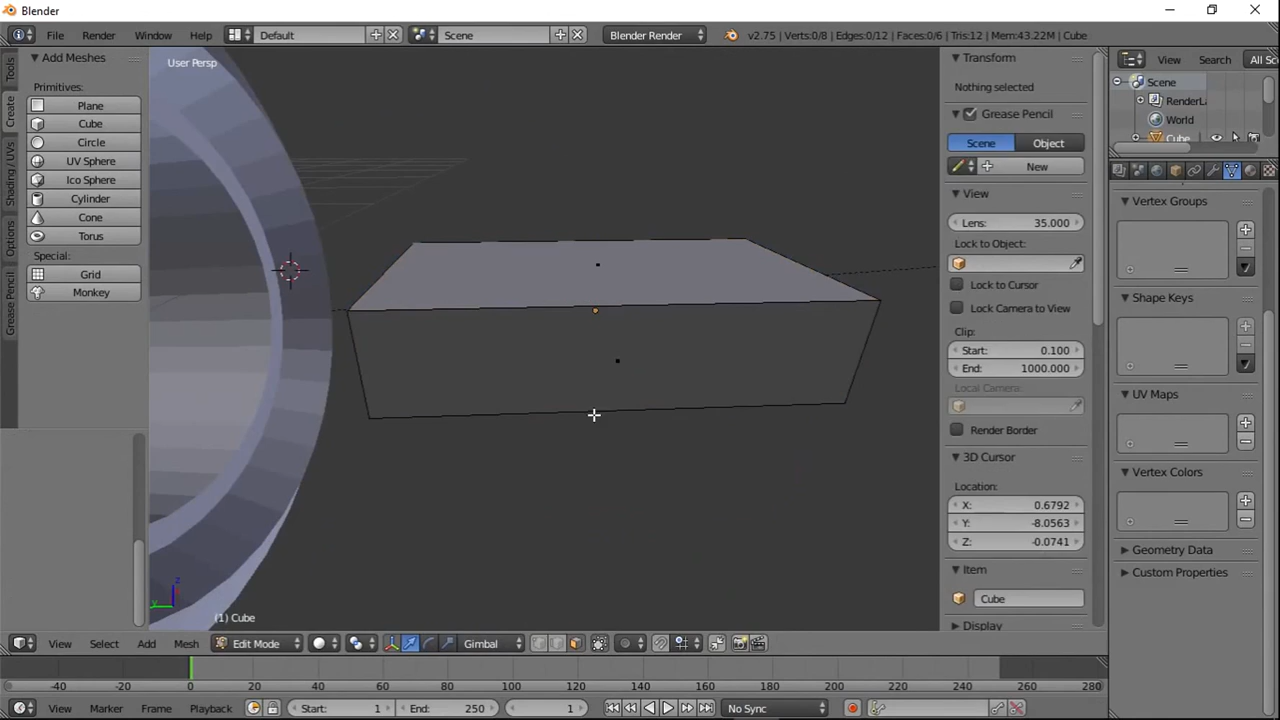 Blender
File Render Window Help Default Scene Blender Render v2.75 | Verts:0/8 | Edges:0/12 | Faces:0/6 | Tris:12 | Mem:43.22M | Cube
Tools
Create
Shading / UVs
Options
Grease Pencil
Add Meshes
Primitives:
Plane
Cube
Circle
UV Sphere
Ico Sphere
Cylinder
Cone
Torus
Special:
Grid
Monkey
User Persp
z
y
(1) Cube
Transform
Nothing selected
Grease Pencil
Scene Object
New
View
Lens: 35.000
Lock to Object:
Lock to Cursor
Lock Camera to View
Clip:
Start: 0.100
End: 1000.000
Local Camera:
Render Border
3D Cursor
Location:
X: 0.6792
Y: -8.0563
Z: -0.0741
Item
Cube
Display
View Search All Sc
Scene
RenderLa
World
Cube
Vertex Groups
Shape Keys
UV Maps
Vertex Colors
Geometry Data
Custom Properties
View Select Add Mesh Edit Mode Gimbal
-40 -20 0 20 40 60 80 100 120 140 160 180 200 220 240 260 280
View Marker Frame Playback Start: 1 End: 250 1 No Sync